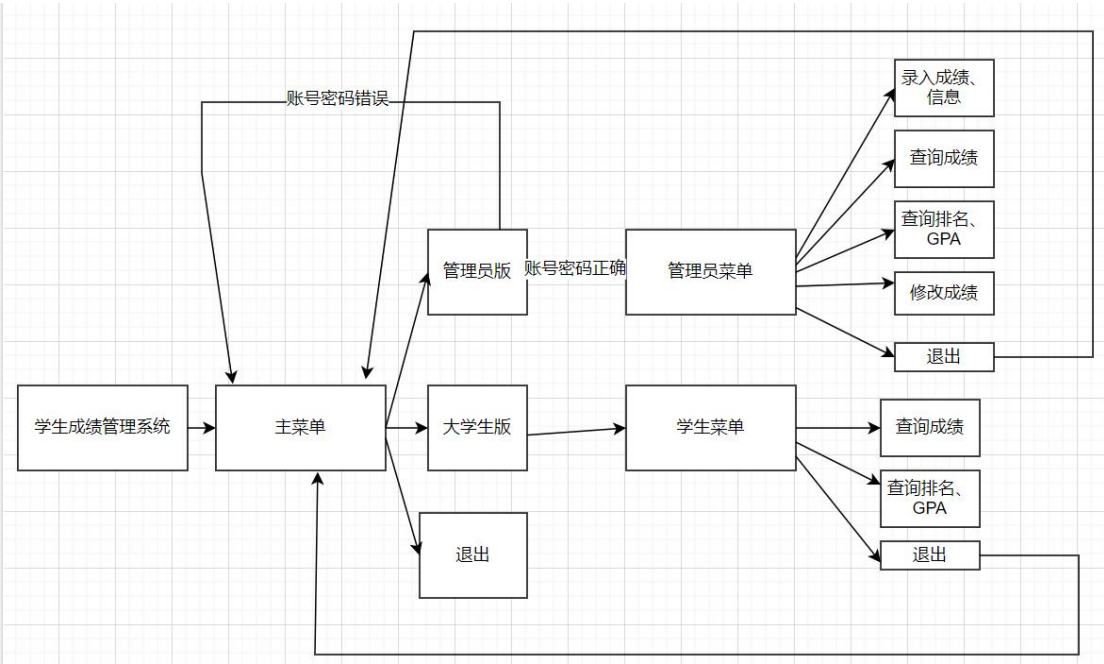 账号密码错误
录入成绩、
信息
查询成绩
查询排名、
GPA
管理员版
账号密码正确
管理员菜单
修改成绩
退出
学生成绩管理系统
主菜单
大学生版
学生菜单
查询成绩
查询排名、
GPA
退出
退出